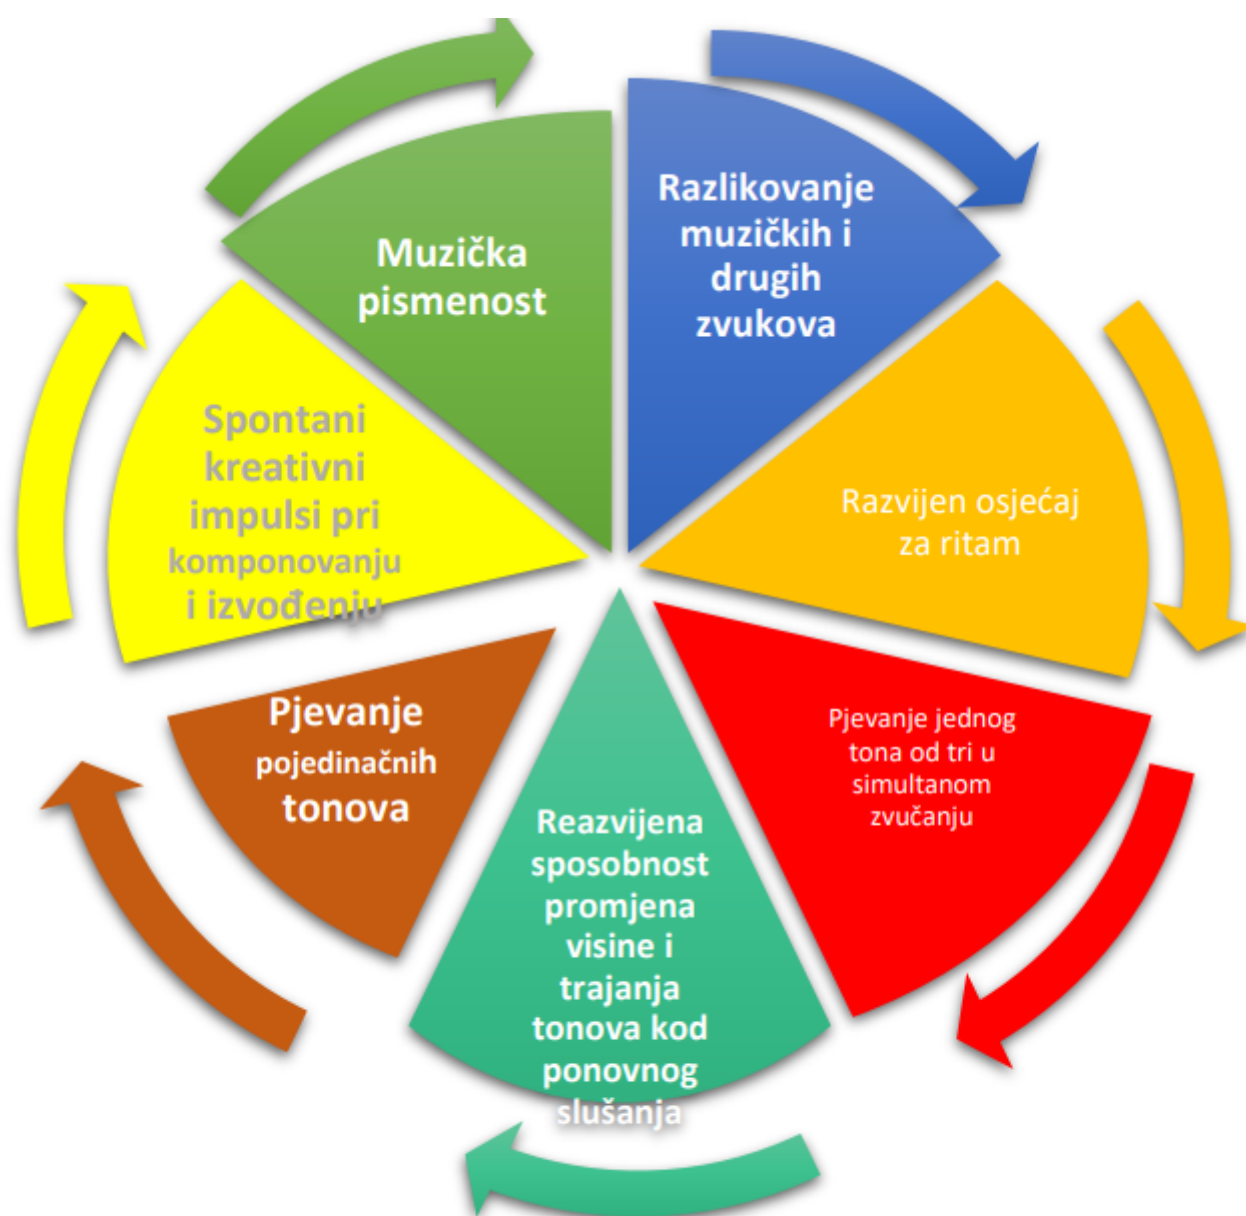 Razlikovanje
muzičkih i
drugih
zvukova
Razvijen osjećaj
za ritam
Pjevanje jednog
tona od tri u
simultanom
zvučanju
Reazvijena
sposobnost
promjena
visine i
trajanja
tonova kod
ponovnog
slušanja
Pjevanje
pojedinačnih
tonova
Spontani
kreativni
impulsi pri
komponovanju
i izvođenju
Muzička
pismenost